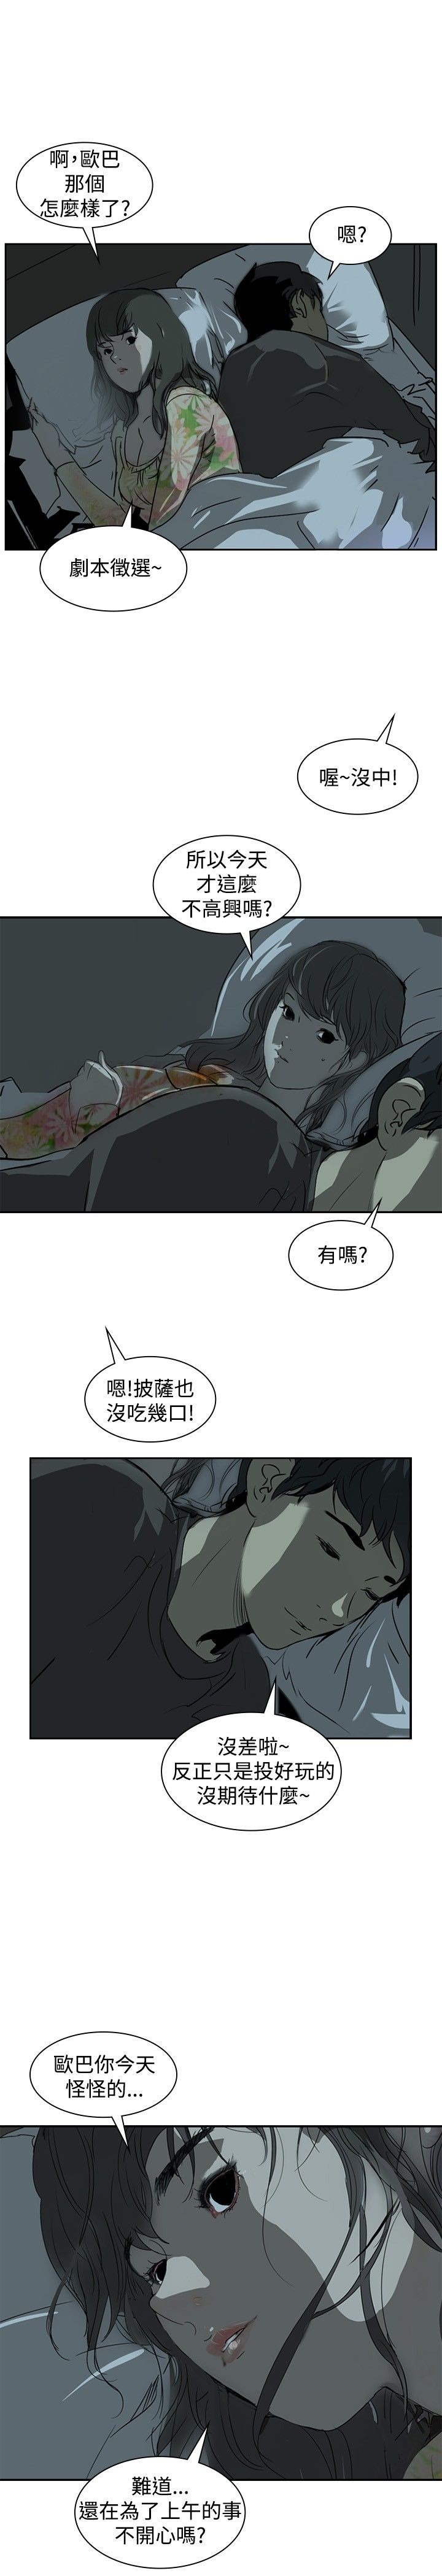 啊，歐巴
那個
怎麼樣了?
嗯?
劇本徵選~
喔~沒中!
所以今天
才這麼
不高興嗎?
有嗎?
嗯!披薩也
沒吃幾口!
沒差啦~
反正只是投好玩的
沒期待什麼~
歐巴你今天
怪怪的...
難道...
還在為了上午的事
不開心嗎?